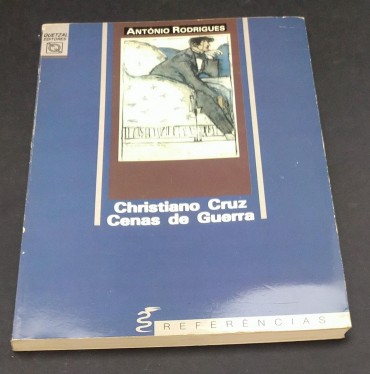 QUETZAL
EDITORES
ANTÓNIO RODRIGUES
Christiano Cruz
Cenas de Guerra
REFERÊNCIAS